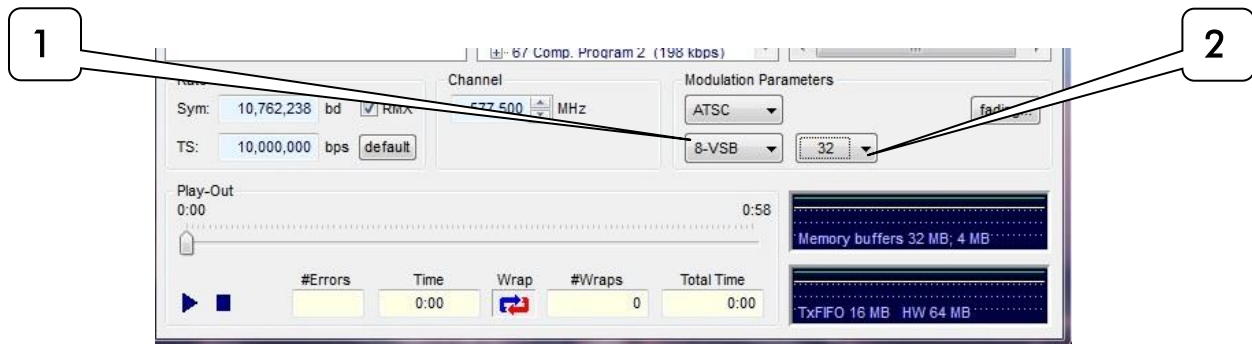 1
2
67 Comp. Program 2 (198 kbps)
Rate
Channel
Modulation Parameters
Sym: 10,762,238 bd RMX
577,500 MHz
ATSC
fading...
TS: 10,000,000 bps default
8-VSB
32
Play-Out
0:00
0:58
Memory buffers 32 MB; 4 MB
#Errors
Time
Wrap
#Wraps
Total Time
0:00
0
0:00
TxFIFO 16 MB HW 64 MB